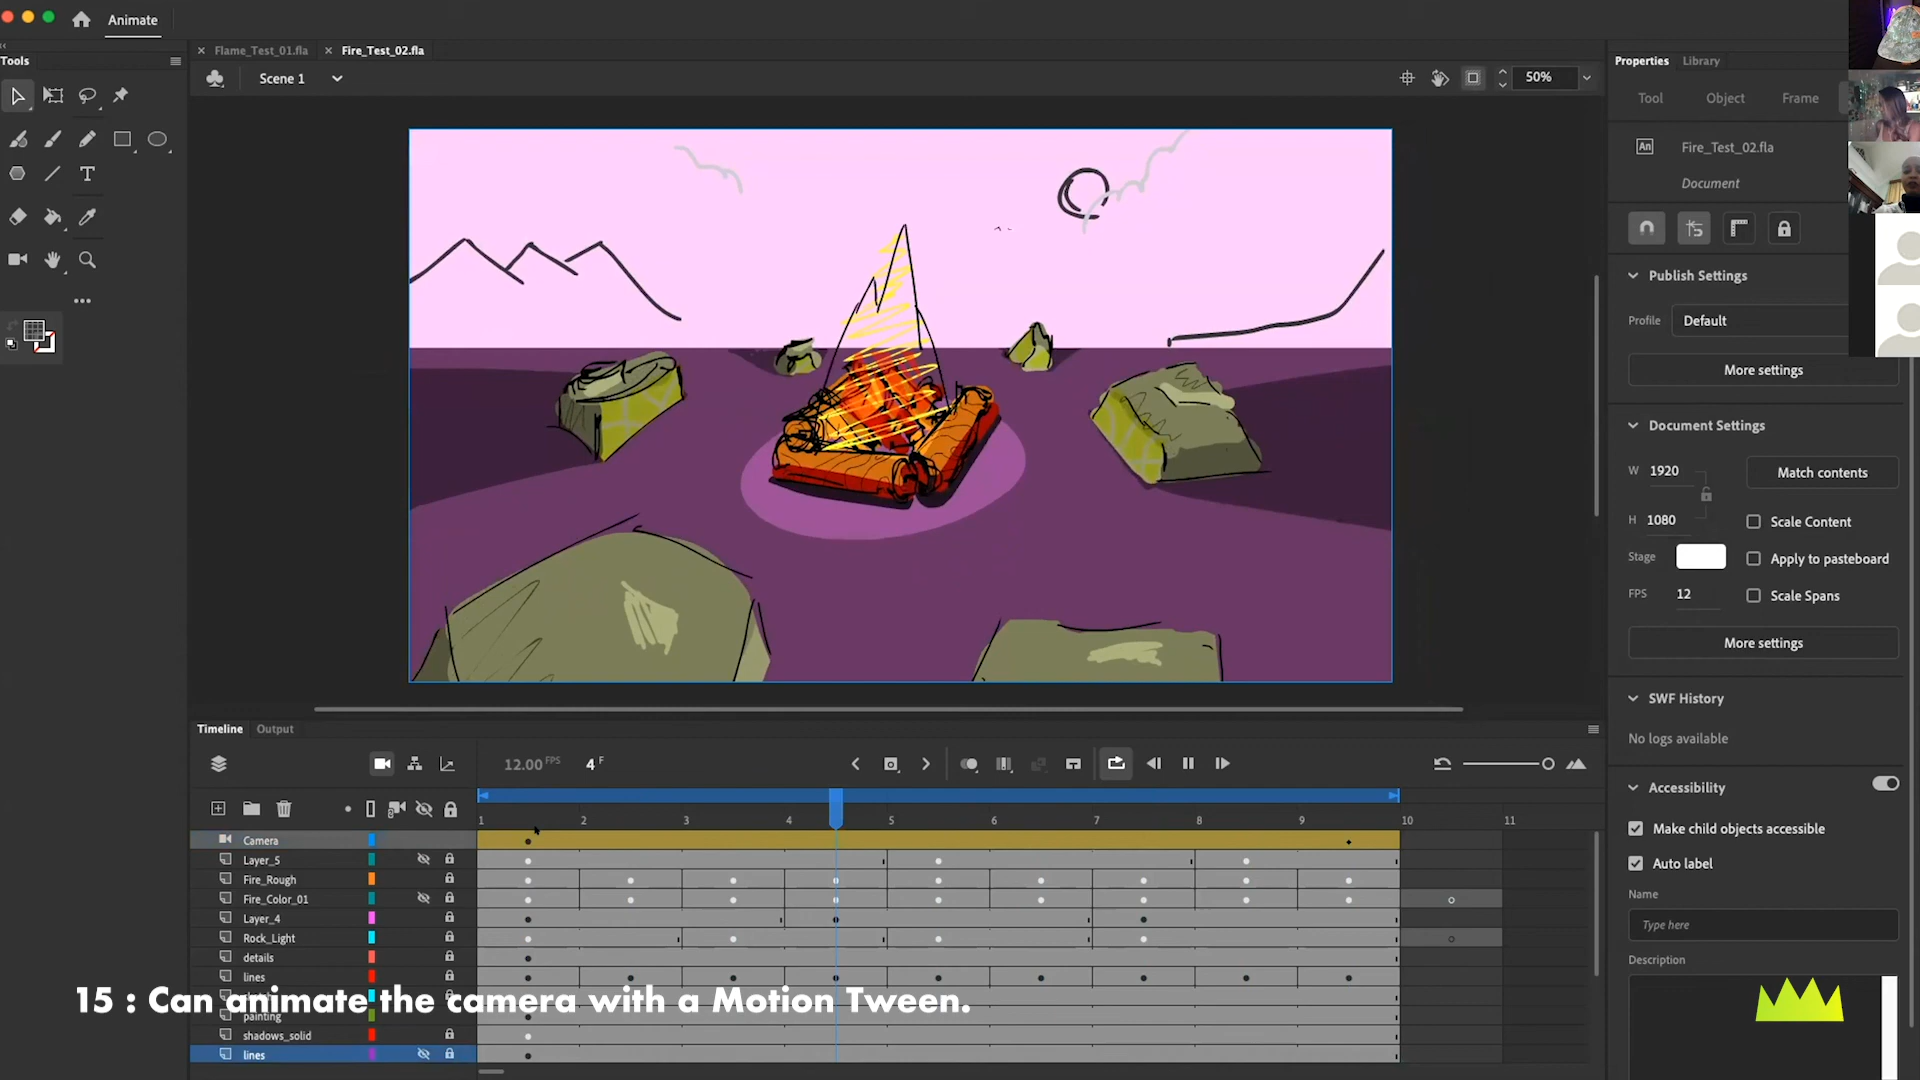 Animate
Tools
Flame_Test_01.fla
Fire_Test_02.fla
Scene 1
50%
Properties
Library
Tool
Object
Frame
An
Fire_Test_02.fla
Document
Publish Settings
Profile
Default
More settings
Document Settings
W
1920
Match contents
H
1080
Scale Content
Stage
Apply to pasteboard
FPS
12
Scale Spans
More settings
SWF History
No logs available
Accessibility
Make child objects accessible
Auto label
Name
Type here
Description
Timeline
Output
12.00 FPS
4 F
1 2 3 4 5 6 7 8 9 10 11
Camera
Layer_5
Fire_Rough
Fire_Color_01
Layer_4
Rock_Light
details
lines
15 : Can animate the camera with a Motion Tween.
painting
shadows_solid
lines